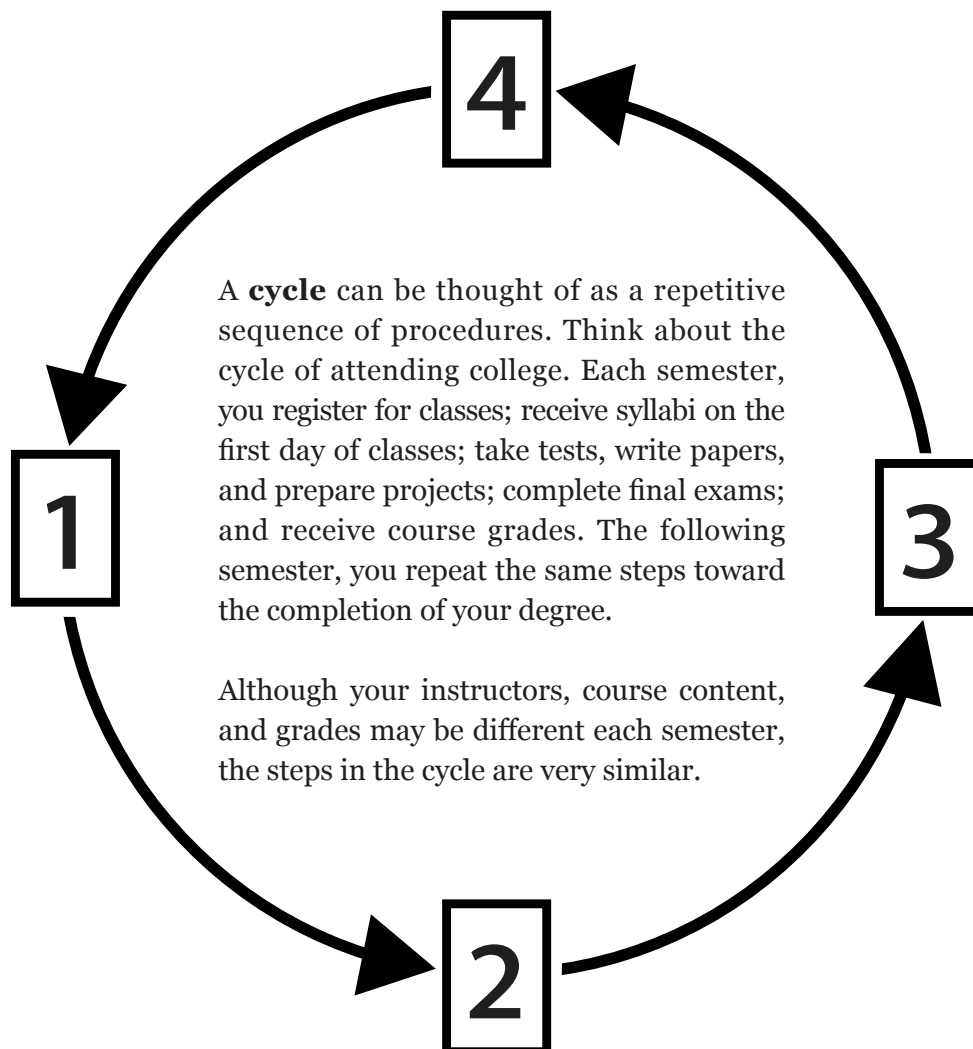 4
A cycle can be thought of as a repetitive
sequence of procedures. Think about the
cycle of attending college. Each semester,
you register for classes; receive syllabi on the
first day of classes; take tests, write papers,
and prepare projects; complete final exams;
and receive course grades. The following
semester, you repeat the same steps toward
the completion of your degree.
Although your instructors, course content,
and grades may be different each semester,
the steps in the cycle are very similar.
1
3
2